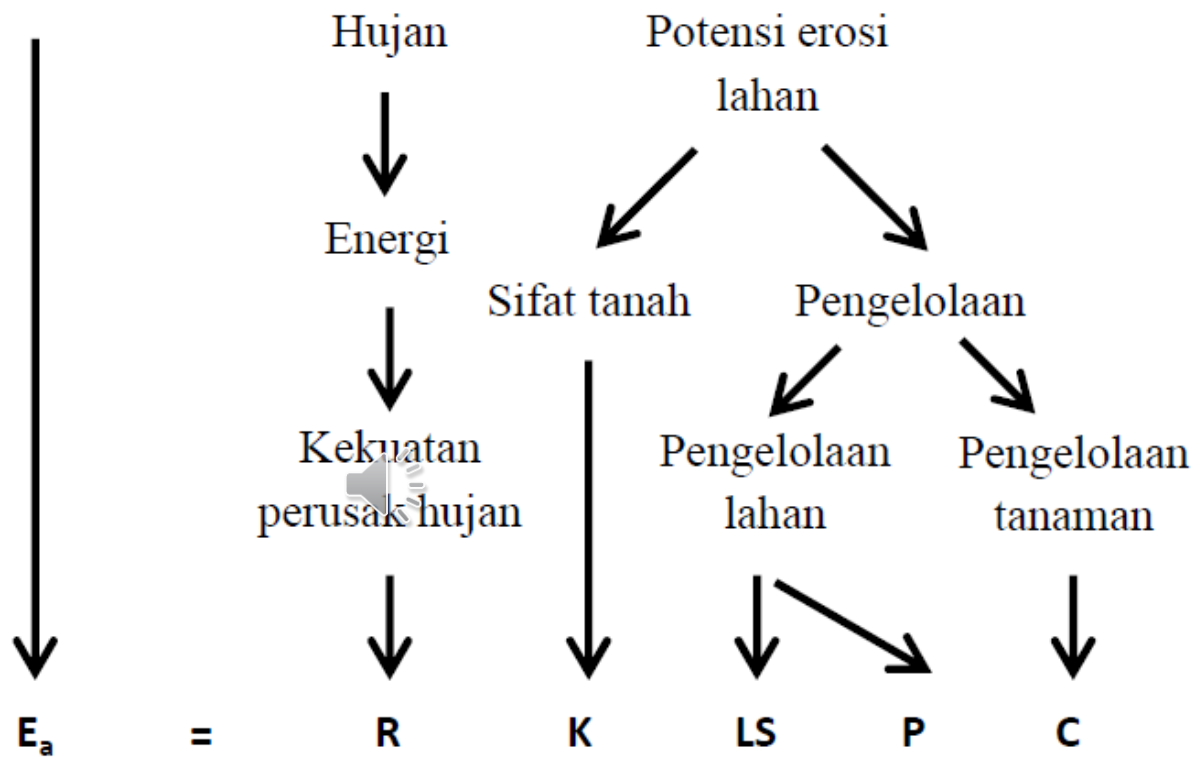 Hujan
Potensi erosi
lahan
Energi
Sifat tanah
Pengelolaan
Kekuatan
perusak hujan
Pengelolaan
lahan
Pengelolaan
tanaman
Ea = R K LS P C